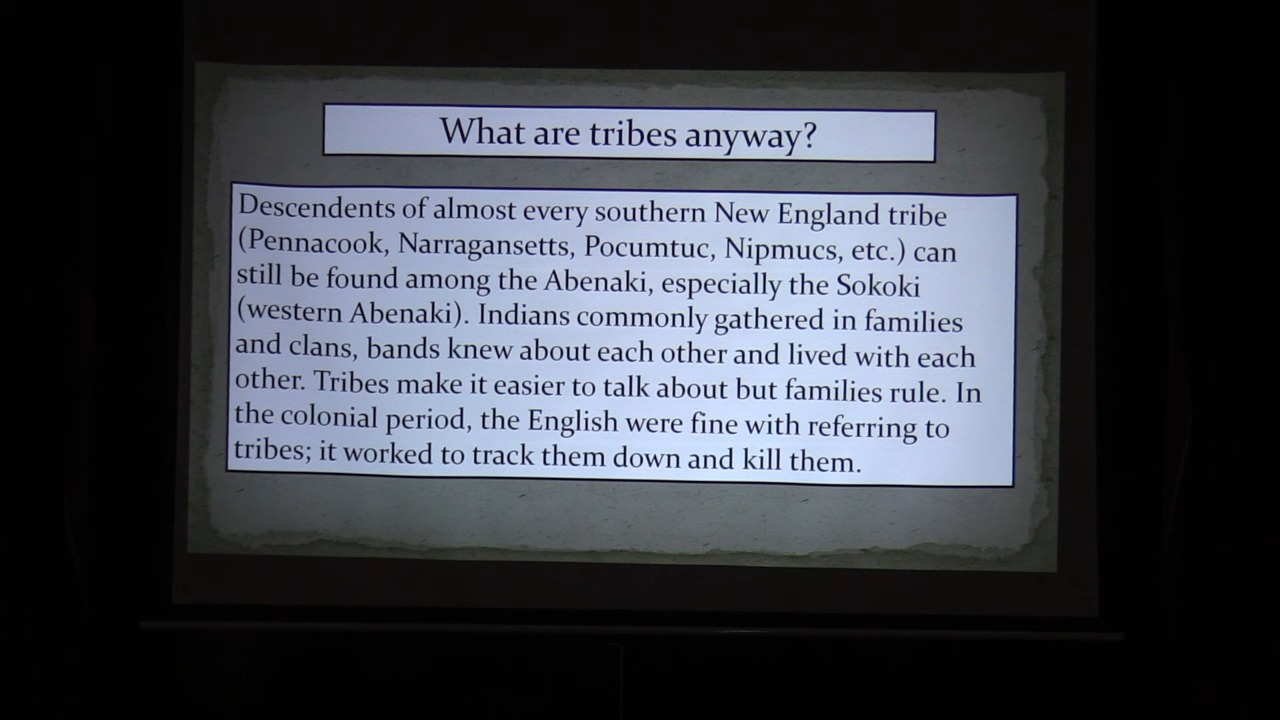 What are tribes anyway?
Descendents of almost every southern New England tribe
(Pennacook, Narragansetts, Pocumtuc, Nipmucs, etc.) can
still be found among the Abenaki, especially the Sokoki
(western Abenaki). Indians commonly gathered in families
and clans, bands knew about each other and lived with each
other. Tribes make it easier to talk about but families rule. In
the colonial period, the English were fine with referring to
tribes; it worked to track them down and kill them.